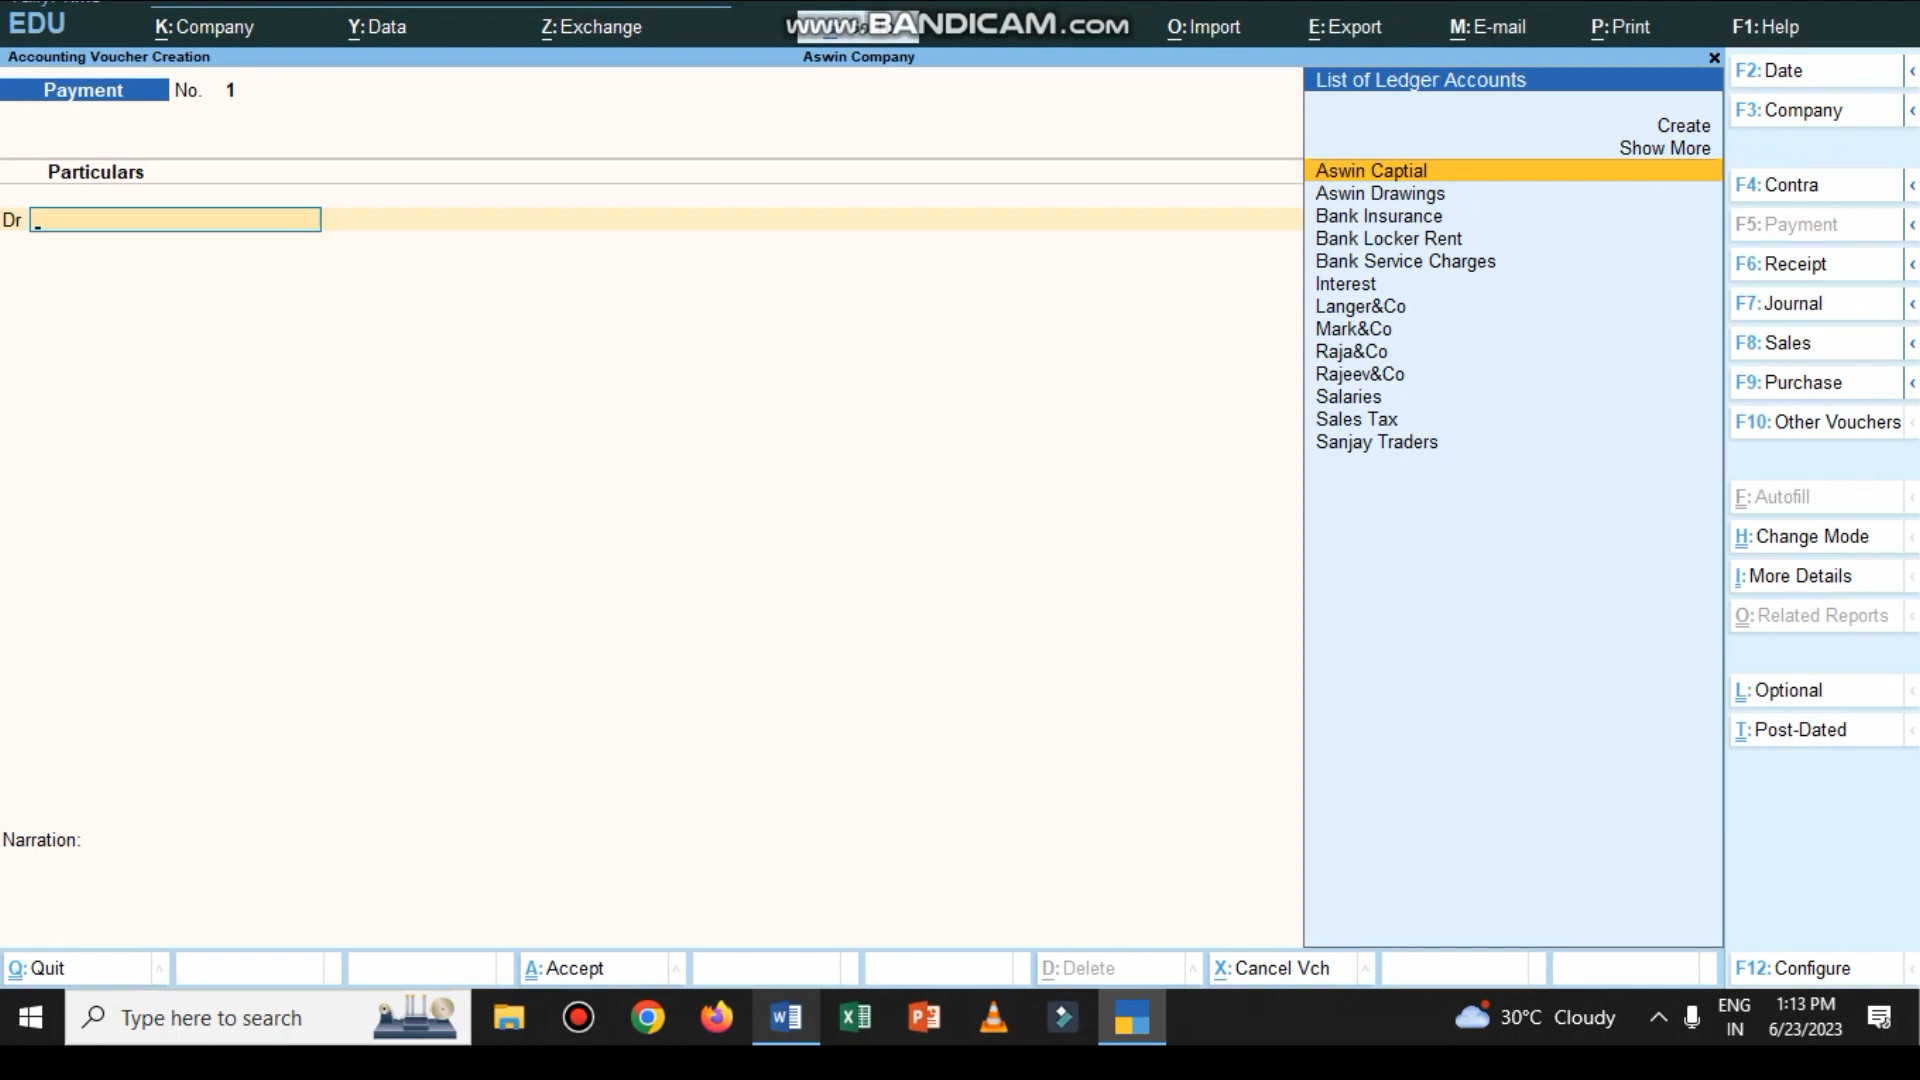 EDU
K: Company
Y: Data
Z: Exchange
www.BANDICAM.com
O: Import
E: Export
M: E-mail
P: Print
F1: Help
Accounting Voucher Creation
Aswin Company
Payment No. 1
Particulars
Dr
Narration:
List of Ledger Accounts
Create
Show More
Aswin Captial
Aswin Drawings
Bank Insurance
Bank Locker Rent
Bank Service Charges
Interest
Langer&Co
Mark&Co
Raja&Co
Rajeev&Co
Salaries
Sales Tax
Sanjay Traders
F2: Date
F3: Company
F4: Contra
F5: Payment
F6: Receipt
F7: Journal
F8: Sales
F9: Purchase
F10: Other Vouchers
F: Autofill
H: Change Mode
I: More Details
O: Related Reports
L: Optional
T: Post-Dated
Q: Quit
A: Accept
D: Delete
X: Cancel Vch
F12: Configure
Type here to search
30°C Cloudy
ENG
IN
1:13 PM
6/23/2023